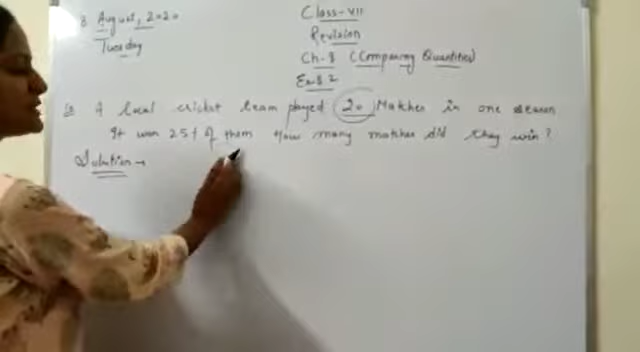 8 August, 2020
Tuesday
Class-VII
Revision
Ch-8 (Comparing Quantities)
Ex-8.2
A local cricket team played 20 Matches in one season
It won 25% of them How many matches did they win?
Solution →